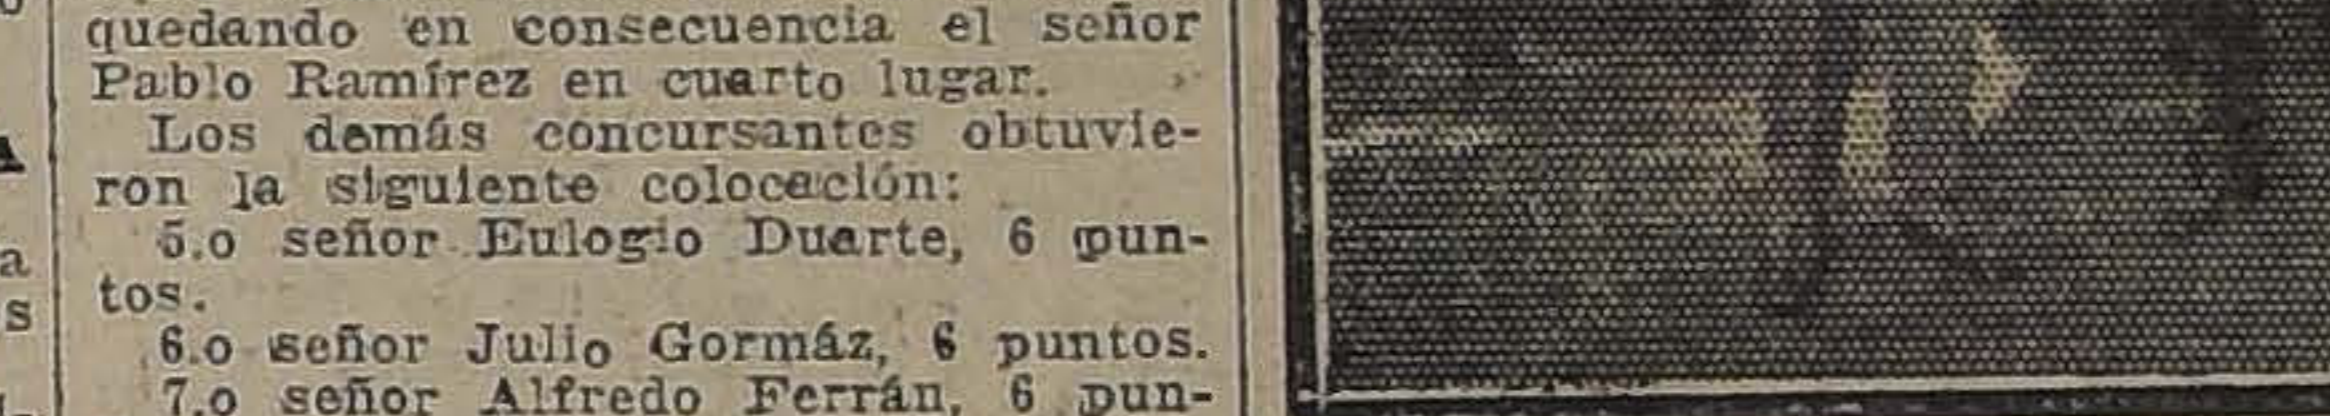 quedando en consecuencia el señor
Pablo Ramírez en cuarto lugar.
Los demás concursantes obtuvie-
ron la siguiente colocación:
5.o señor Eulogio Duarte, 6 pun-
tos.
6.o señor Julio Gormáz, 6 puntos.
7.o señor Alfredo Ferrán, 6 pun-